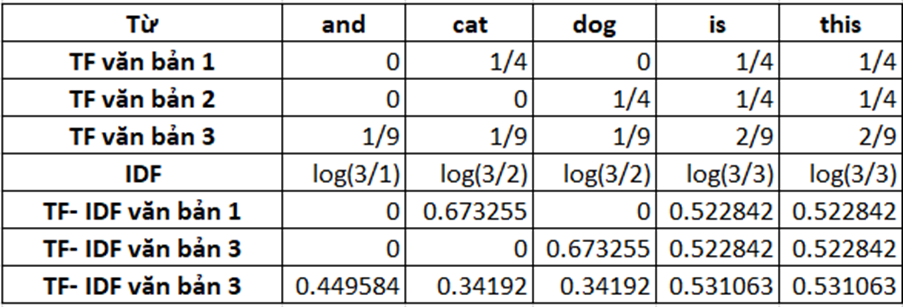 Từ and cat dog is this
TF văn bản 1 0 1/4 0 1/4 1/4
TF văn bản 2 0 0 1/4 1/4 1/4
TF văn bản 3 1/9 1/9 1/9 2/9 2/9
IDF log(3/1) log(3/2) log(3/2) log(3/3) log(3/3)
TF- IDF văn bản 1 0 0.673255 0 0.522842 0.522842
TF- IDF văn bản 3 0 0 0.673255 0.522842 0.522842
TF- IDF văn bản 3 0.449584 0.34192 0.34192 0.531063 0.531063